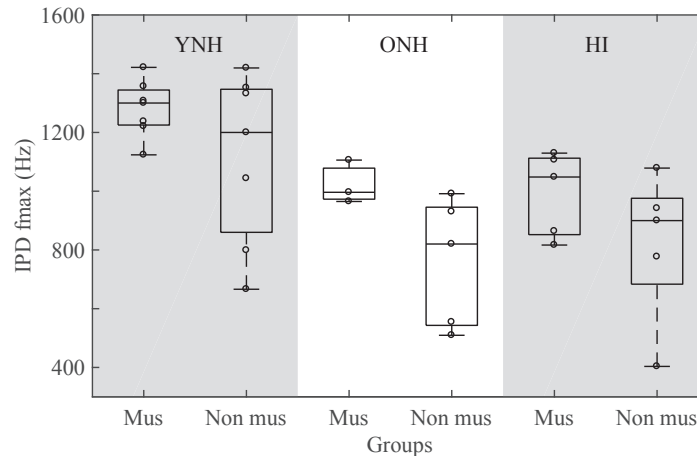 1600
YNH ONH HI
1200
IPD fmax (Hz)
800
400
Mus Non mus Mus Non mus Mus Non mus
Groups